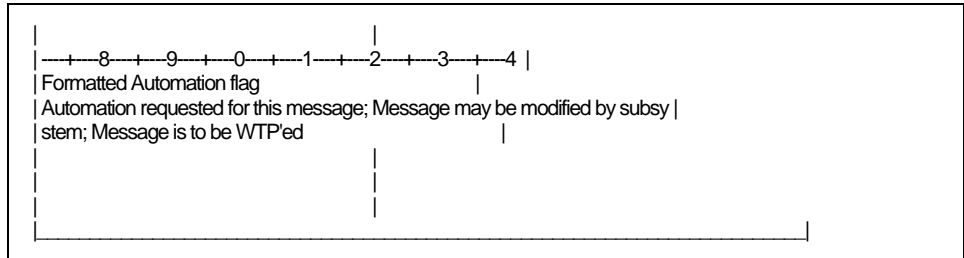 |                                                                 |
|----+----8----+----9----+----0----+----1----+----2----+----3----+----4 |
| Formatted Automation flag                                       |
| Automation requested for this message; Message may be modified by subsy |
| stem; Message is to be WTP'ed                                   |
|                                                                 |
|                                                                 |
|                                                                 |
|_________________________________________________________________________|